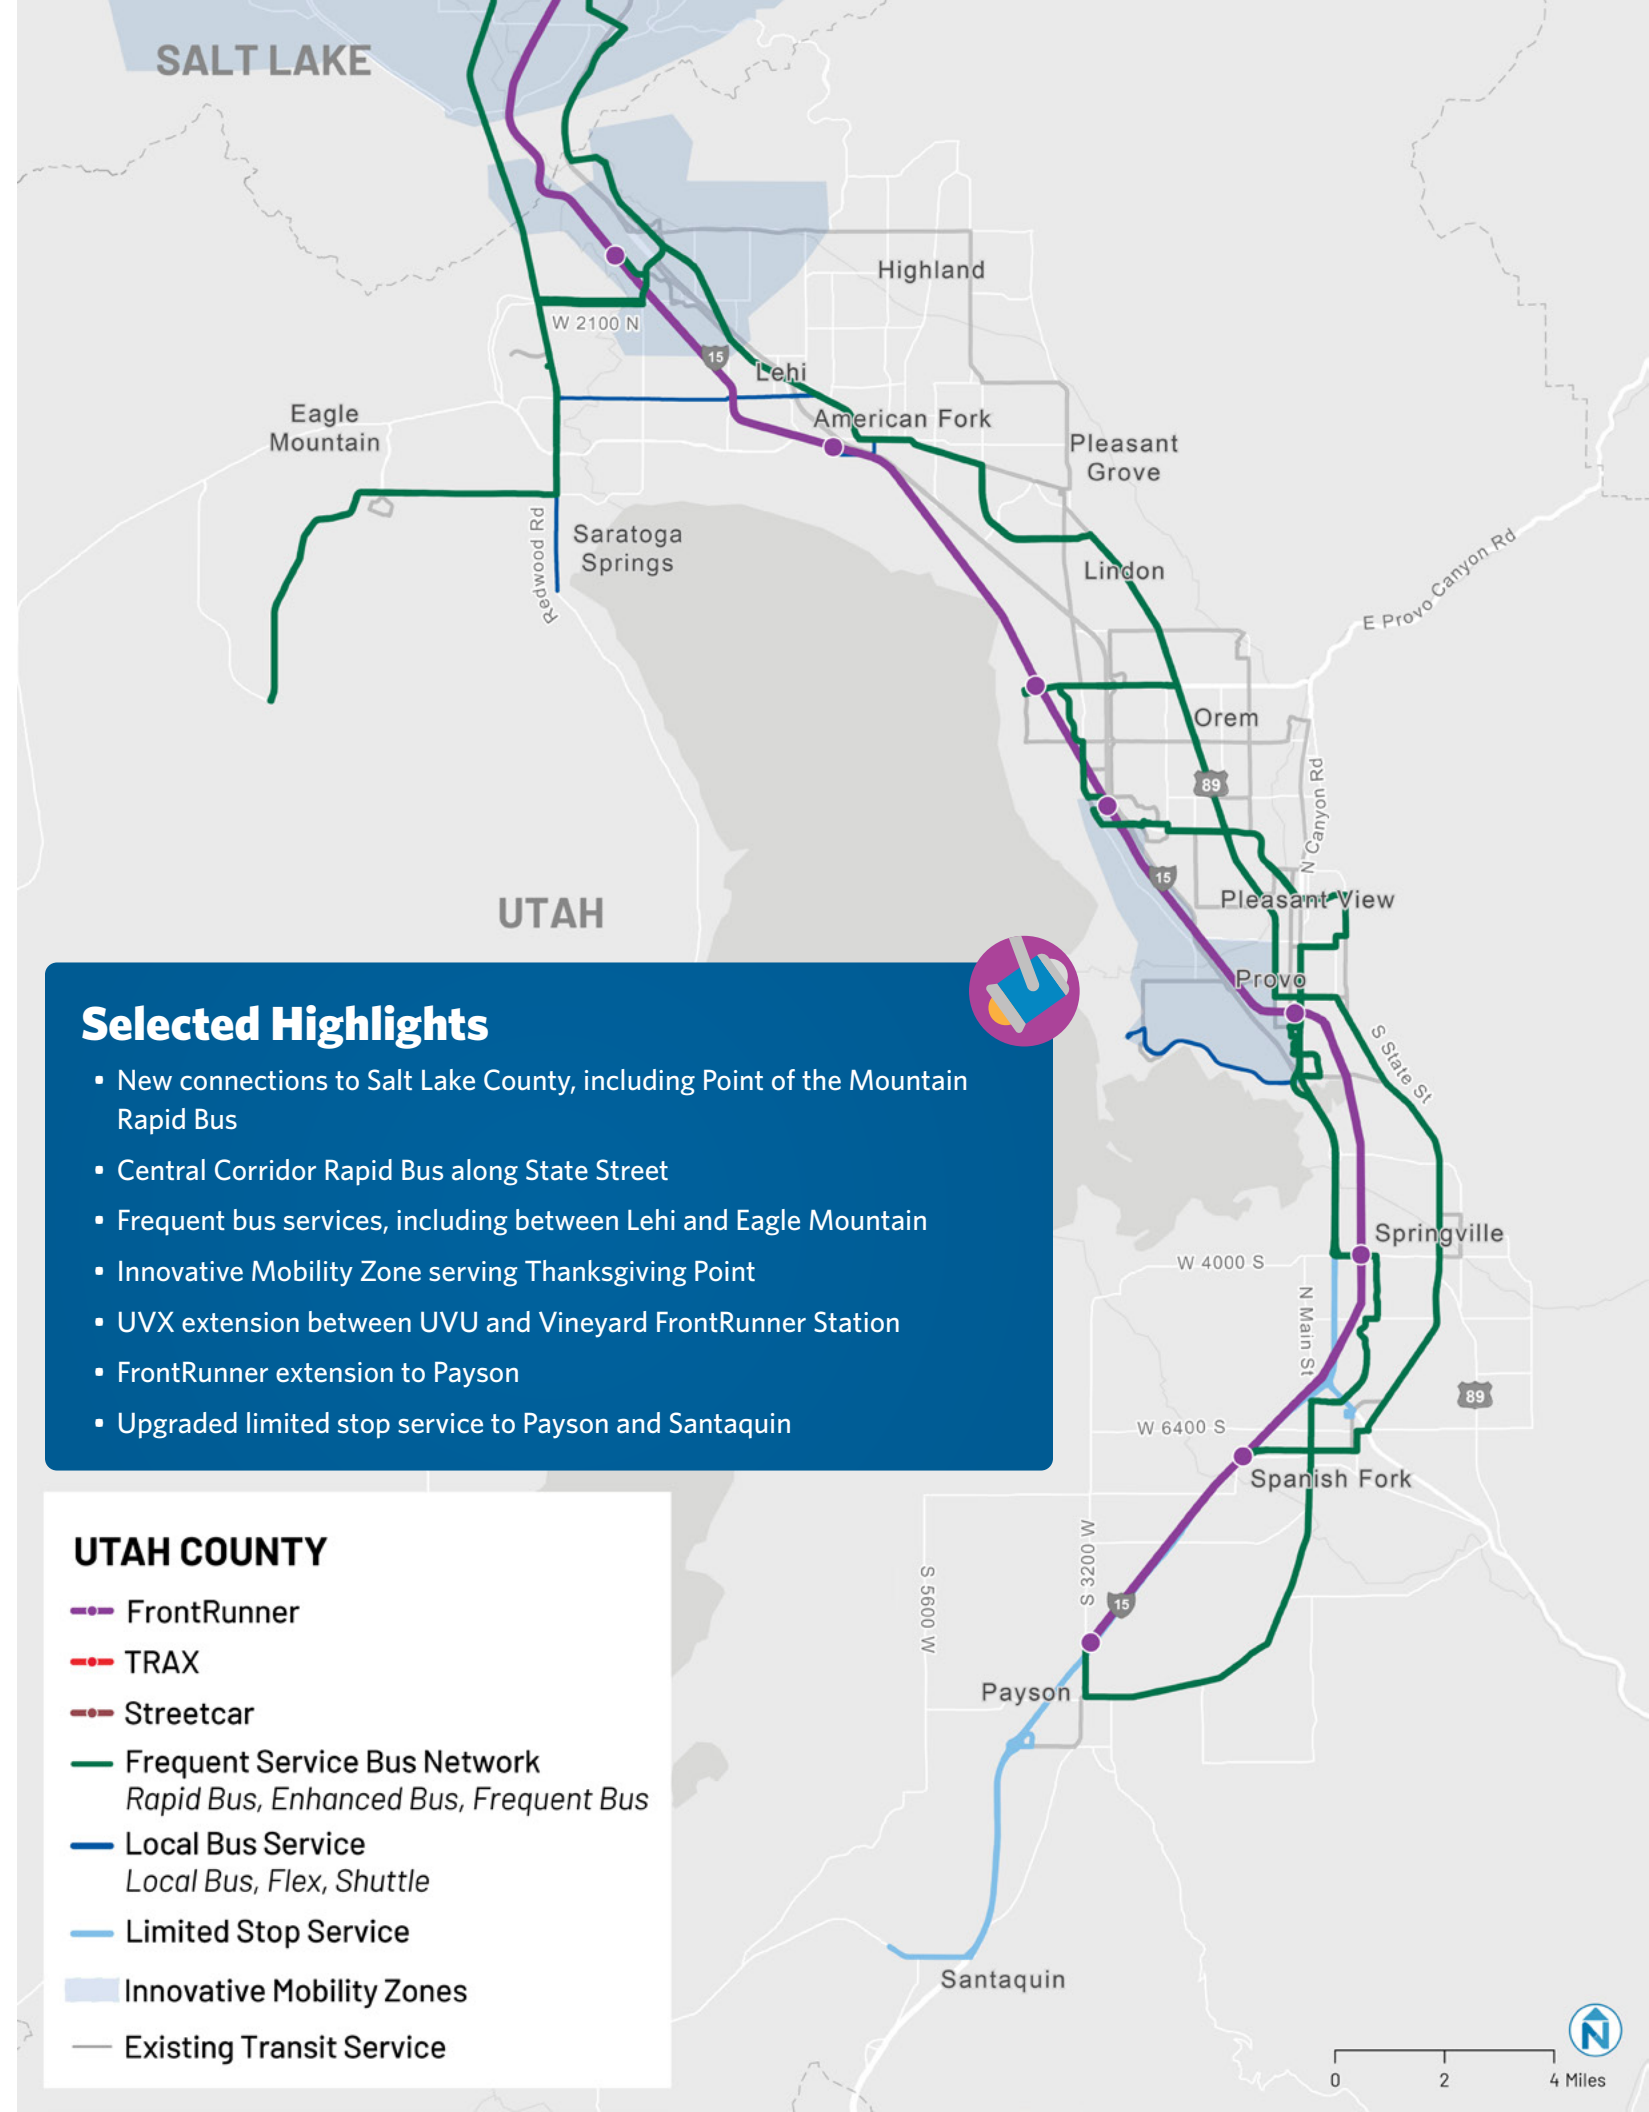 SALT LAKE
Highland
W 2100 N
15
Lehi
American Fork
Eagle
Mountain
Pleasant
Grove
Redwood Rd
Saratoga
Springs
Lindon
E Provo Canyon Rd
Orem
89
N Canyon Rd
15
Pleasant View
UTAH
Provo
S State St
Selected Highlights
▪ New connections to Salt Lake County, including Point of the Mountain
Rapid Bus
▪ Central Corridor Rapid Bus along State Street
▪ Frequent bus services, including between Lehi and Eagle Mountain
▪ Innovative Mobility Zone serving Thanksgiving Point
▪ UVX extension between UVU and Vineyard FrontRunner Station
▪ FrontRunner extension to Payson
▪ Upgraded limited stop service to Payson and Santaquin
Springville
W 4000 S
N Main St
89
W 6400 S
Spanish Fork
S 3200 W
S 5600 W
15
Payson
Santaquin
UTAH COUNTY
FrontRunner
TRAX
Streetcar
Frequent Service Bus Network
Rapid Bus, Enhanced Bus, Frequent Bus
Local Bus Service
Local Bus, Flex, Shuttle
Limited Stop Service
Innovative Mobility Zones
Existing Transit Service
N
0 2 4 Miles